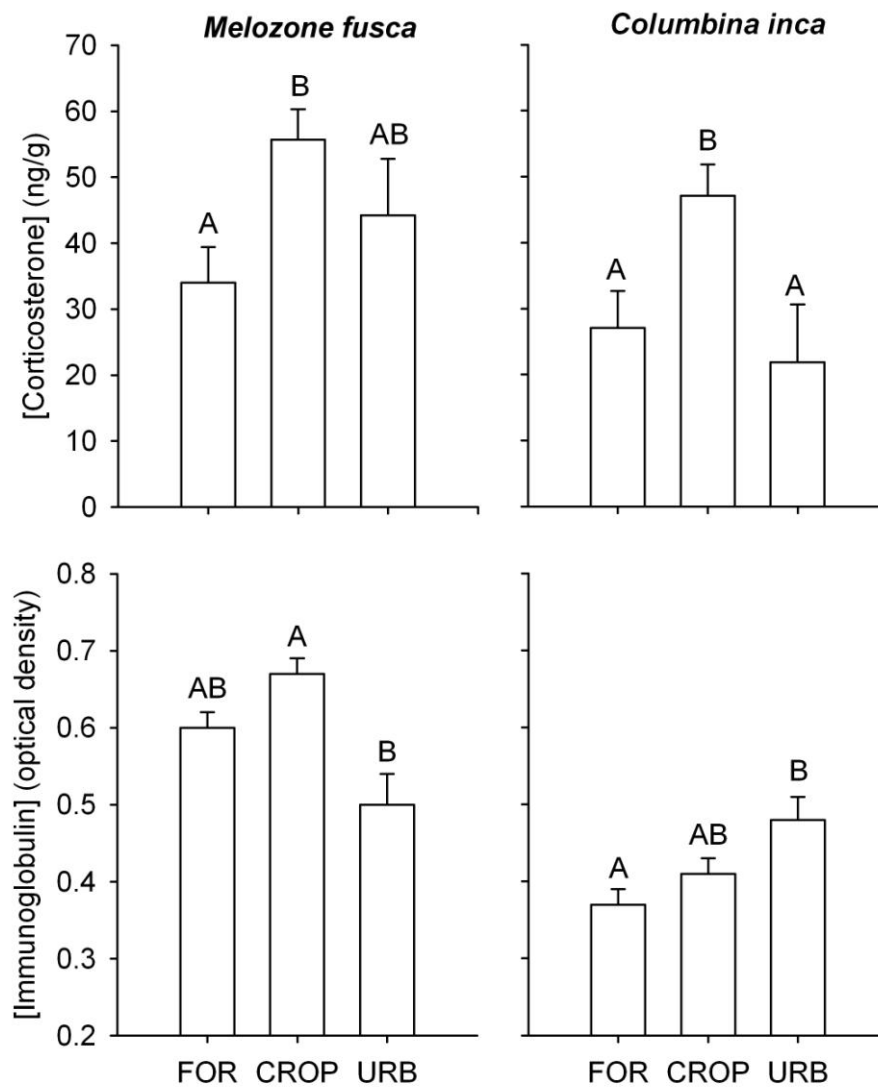 Melozone fusca
Columbina inca
[Corticosterone] (ng/g)
70
60
50
40
30
20
10
0
A
B
AB
A
B
A
[Immunoglobulin] (optical density)
0.8
0.7
0.6
0.5
0.4
0.3
0.2
AB
A
B
A
AB
B
FOR CROP URB
FOR CROP URB